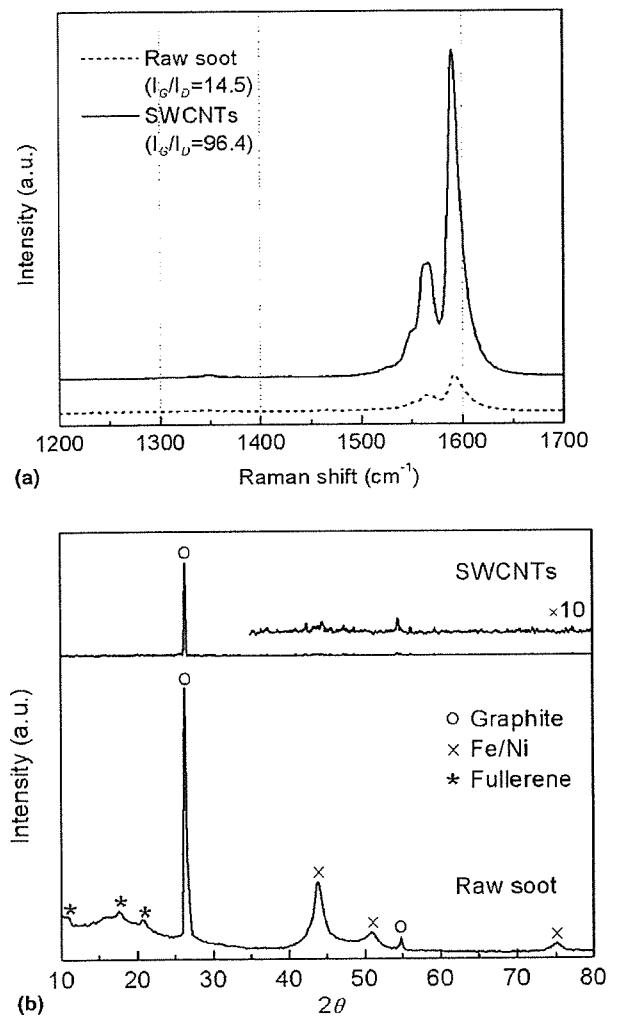 Raw soot
(I_G/I_D=14.5)
SWCNTs
(I_G/I_D=96.4)
Intensity (a.u.)
1200 1300 1400 1500 1600 1700
Raman shift (cm⁻¹)
(a)
O
SWCNTs
×10
O
Intensity (a.u.)
O Graphite
× Fe/Ni
* Fullerene
×
Raw soot
* * *
× O ×
10 20 30 40 50 60 70 80
2θ
(b)